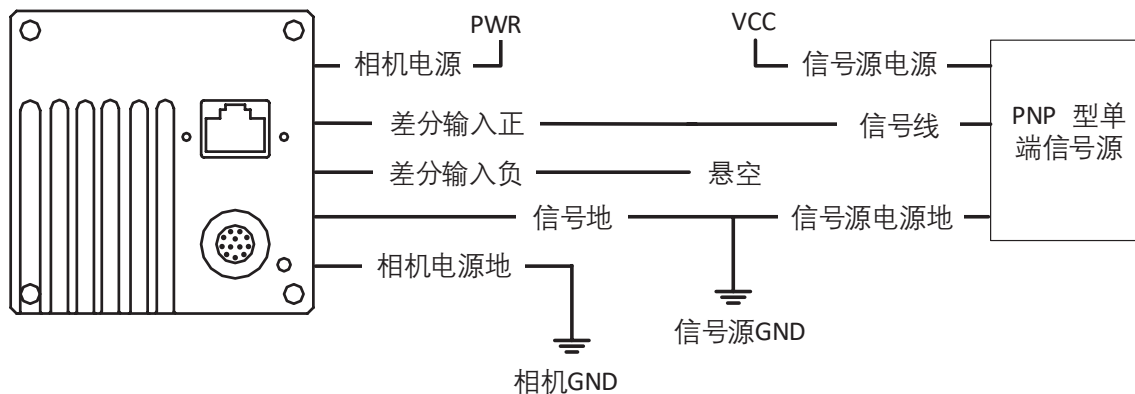 PWR
VCC
相机电源
信号源电源
差分输入正
信号线
PNP 型单
端信号源
差分输入负
悬空
信号地
信号源电源地
相机电源地
信号源GND
相机GND